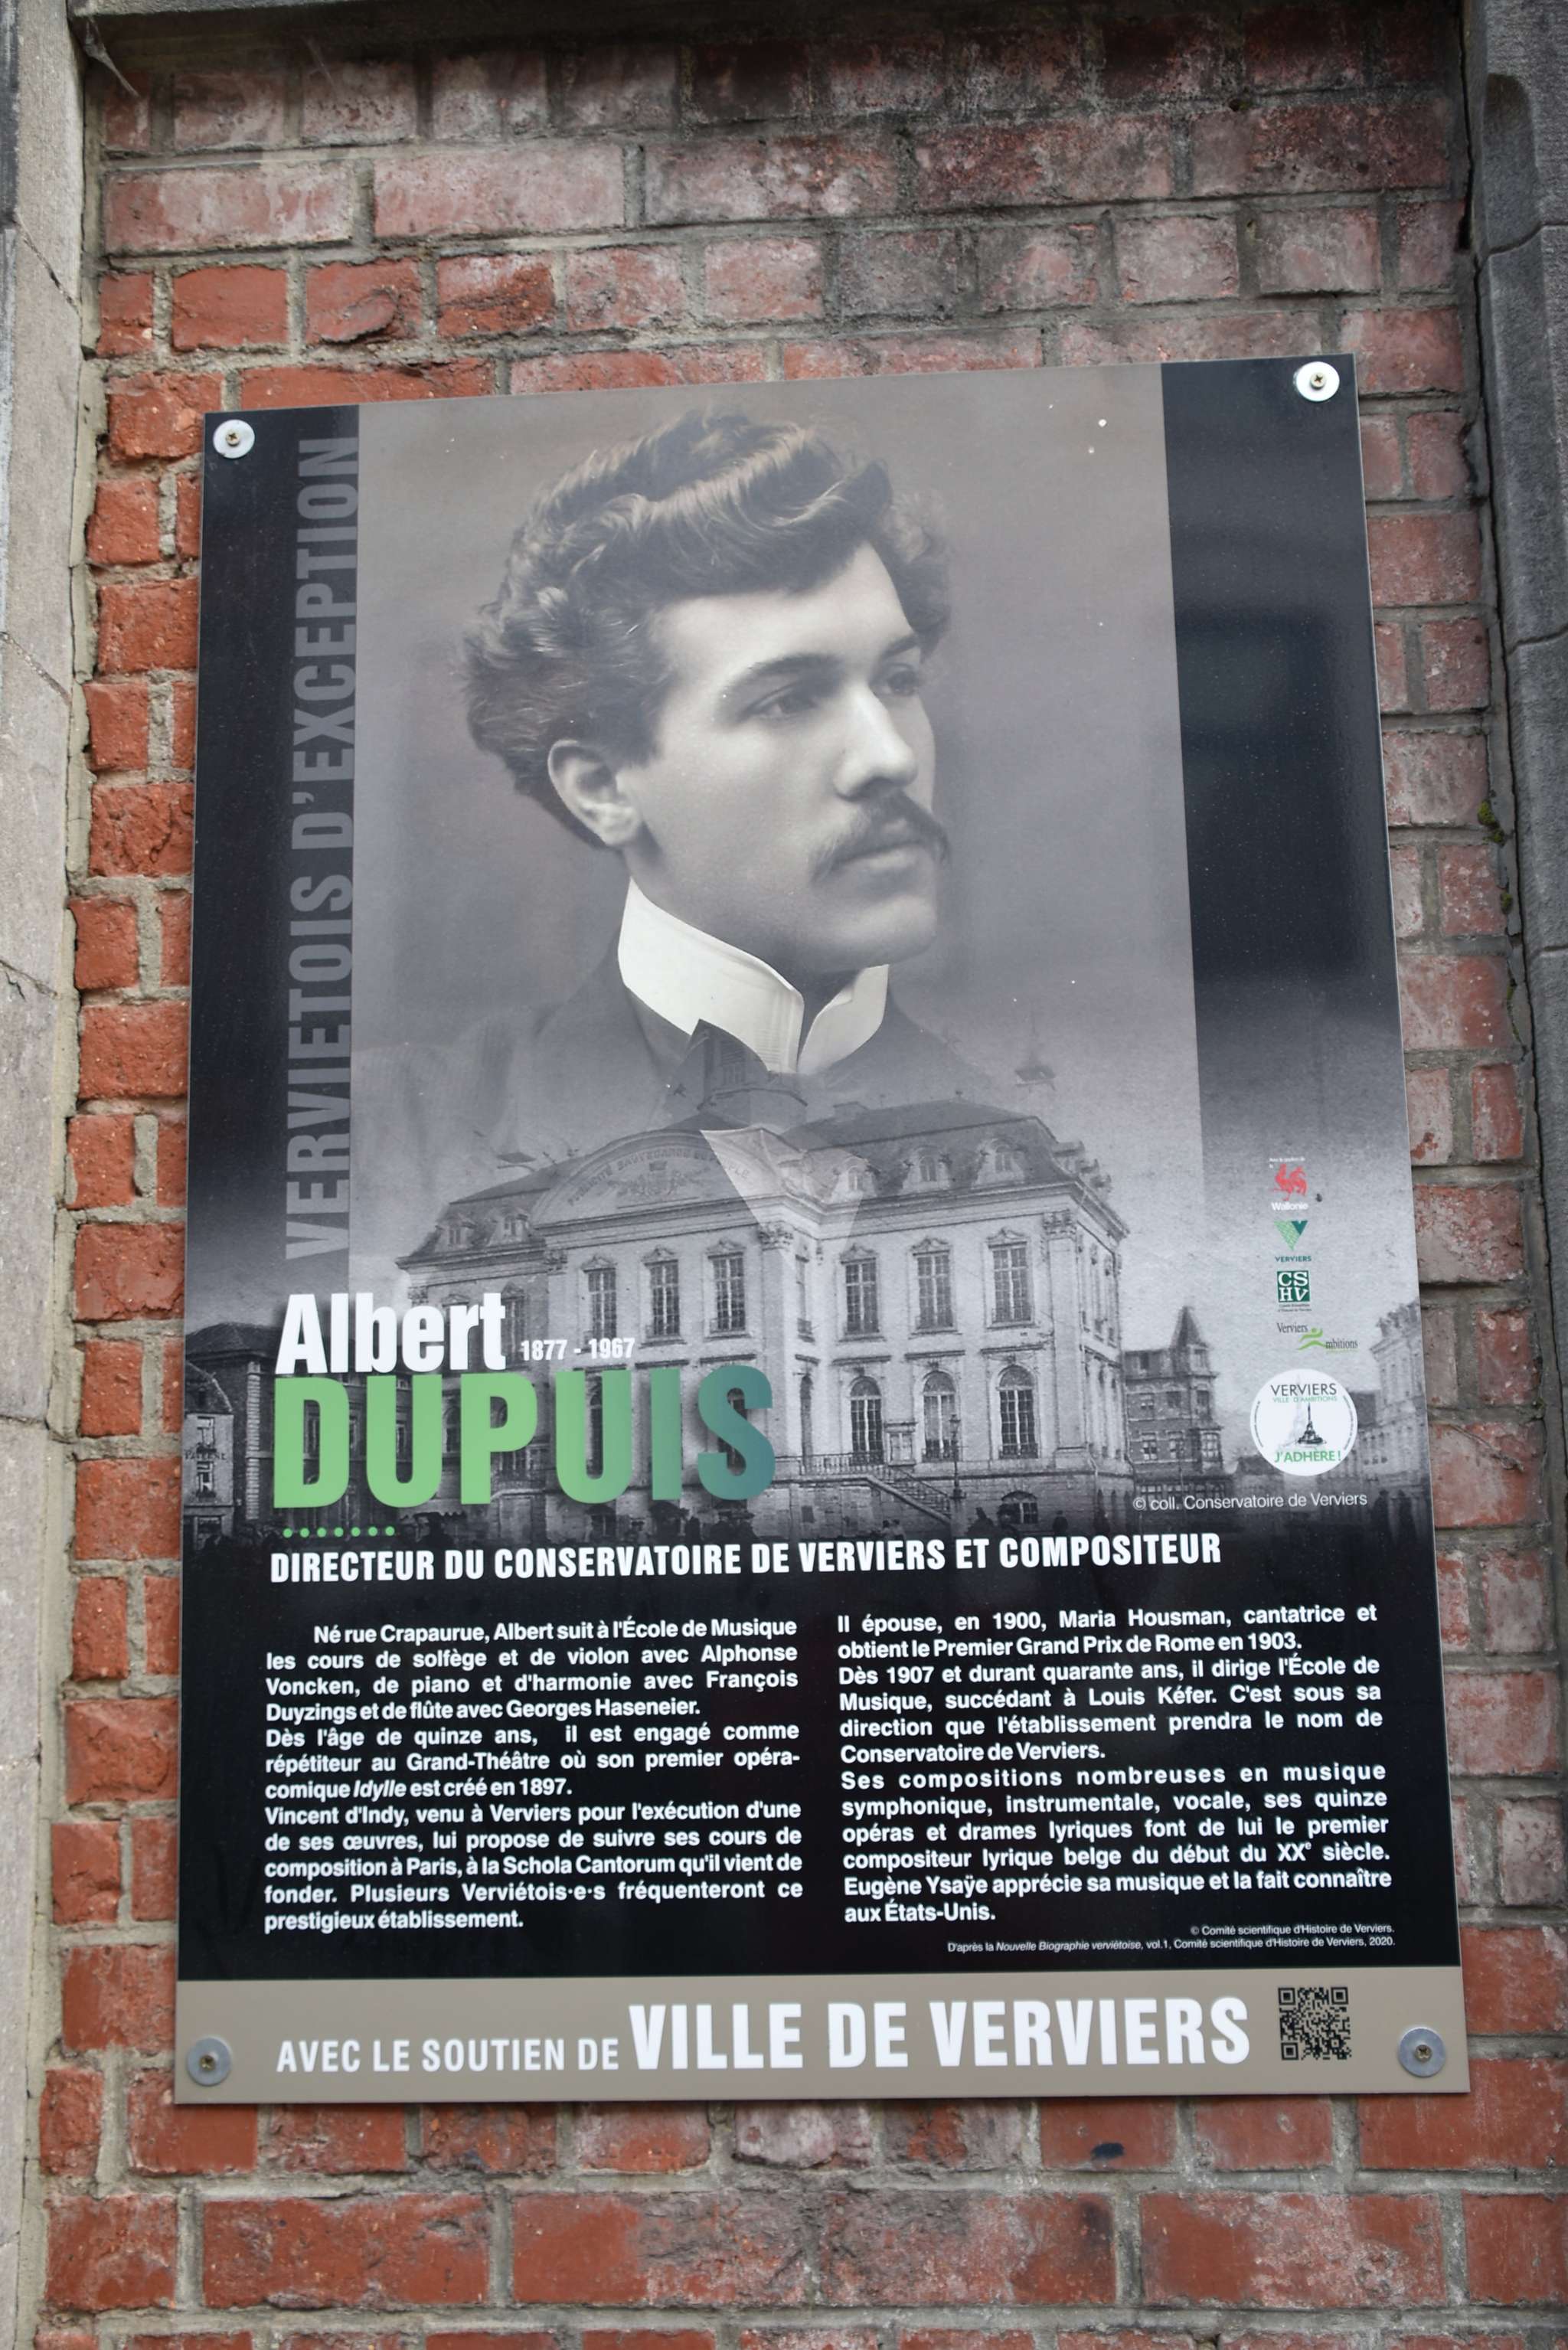 VERVIETOIS D'EXCEPTION
Wallonie
VERVIERS
CS
HV
Verviers
mbitions
VERVIERS
VILLE D'AMBITIONS
J'ADHÈRE !
Albert 1877 - 1967
DUPUIS
© coll. Conservatoire de Verviers
DIRECTEUR DU CONSERVATOIRE DE VERVIERS ET COMPOSITEUR
Né rue Crapaurue, Albert suit à l'École de Musique
les cours de solfège et de violon avec Alphonse
Voncken, de piano et d'harmonie avec François
Duyzings et de flûte avec Georges Haseneier.
Dès l'âge de quinze ans, il est engagé comme
répétiteur au Grand-Théâtre où son premier opéra-
comique Idylle est créé en 1897.
Vincent d'Indy, venu à Verviers pour l'exécution d'une
de ses œuvres, lui propose de suivre ses cours de
composition à Paris, à la Schola Cantorum qu'il vient de
fonder. Plusieurs Verviétois·e·s fréquenteront ce
prestigieux établissement.
Il épouse, en 1900, Maria Housman, cantatrice et
obtient le Premier Grand Prix de Rome en 1903.
Dès 1907 et durant quarante ans, il dirige l'École de
Musique, succédant à Louis Kéfer. C'est sous sa
direction que l'établissement prendra le nom de
Conservatoire de Verviers.
Ses compositions nombreuses en musique
symphonique, instrumentale, vocale, ses quinze
opéras et drames lyriques font de lui le premier
compositeur lyrique belge du début du XXe siècle.
Eugène Ysaÿe apprécie sa musique et la fait connaître
aux États-Unis.
© Comité scientifique d'Histoire de Verviers.
D'après la Nouvelle Biographie verviétoise, vol.1, Comité scientifique d'Histoire de Verviers, 2020.
AVEC LE SOUTIEN DE VILLE DE VERVIERS